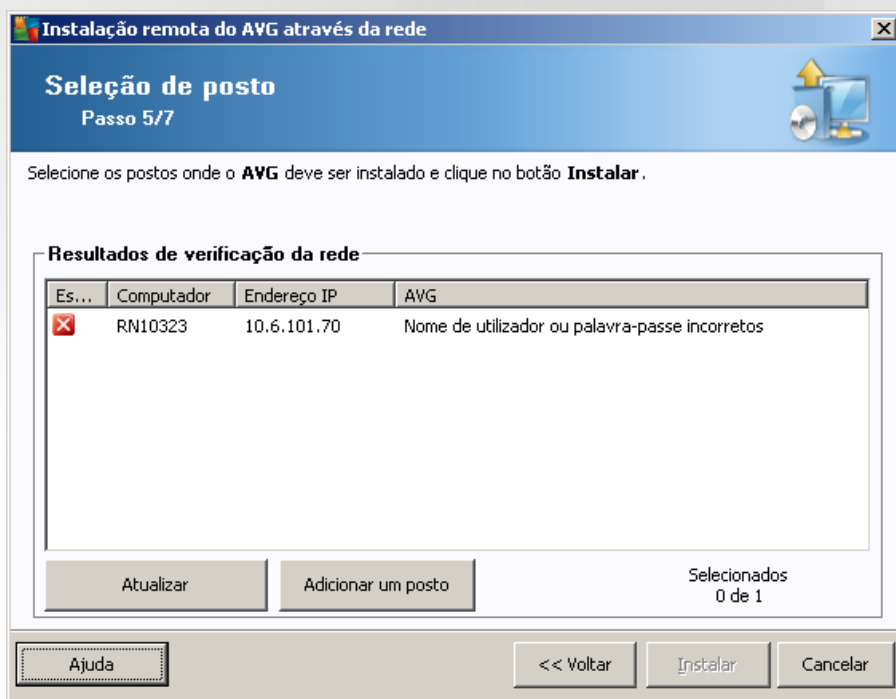 Instalação remota do AVG através da rede
Seleção de posto
Passo 5/7
Selecione os postos onde o AVG deve ser instalado e clique no botão Instalar.
Resultados de verificação da rede
Es... Computador Endereço IP AVG
RN10323 10.6.101.70 Nome de utilizador ou palavra-passe incorretos
Atualizar Adicionar um posto Selecionados
0 de 1
Ajuda << Voltar Instalar Cancelar